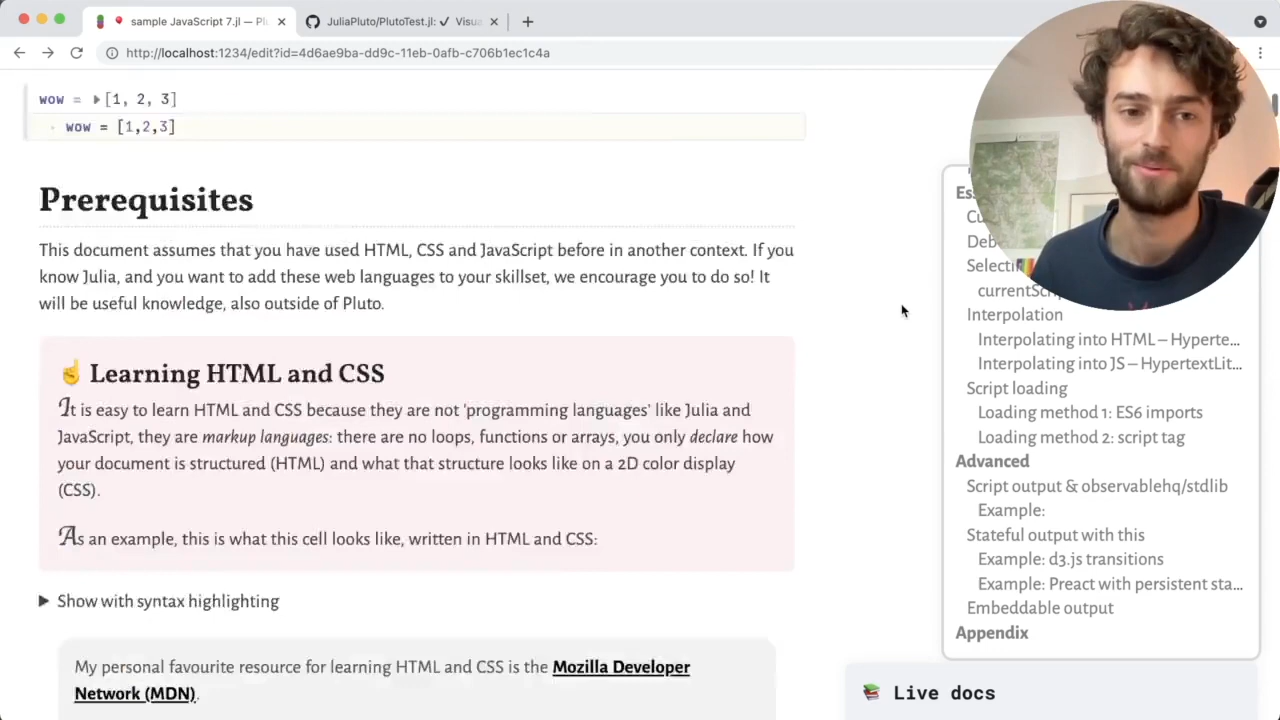 sample JavaScript 7.jl — Pl
JuliaPluto/PlutoTest.jl: ✔ Visua
http://localhost:1234/edit?id=4d6ae9ba-dd9c-11eb-0afb-c706b1ec1c4a
wow = ▶[1, 2, 3]
wow = [1,2,3]
Prerequisites
This document assumes that you have used HTML, CSS and JavaScript before in another context. If you
know Julia, and you want to add these web languages to your skillset, we encourage you to do so! It
will be useful knowledge, also outside of Pluto.
☝ Learning HTML and CSS
It is easy to learn HTML and CSS because they are not 'programming languages' like Julia and
JavaScript, they are markup languages: there are no loops, functions or arrays, you only declare how
your document is structured (HTML) and what that structure looks like on a 2D color display
(CSS).
As an example, this is what this cell looks like, written in HTML and CSS:
▶ Show with syntax highlighting
My personal favourite resource for learning HTML and CSS is the Mozilla Developer
Network (MDN).
Interpolation
Interpolating into HTML – Hyperte...
Interpolating into JS – HypertextLit...
Script loading
Loading method 1: ES6 imports
Loading method 2: script tag
Advanced
Script output & observablehq/stdlib
Example:
Stateful output with this
Example: d3.js transitions
Example: Preact with persistent sta...
Embeddable output
Appendix
Live docs